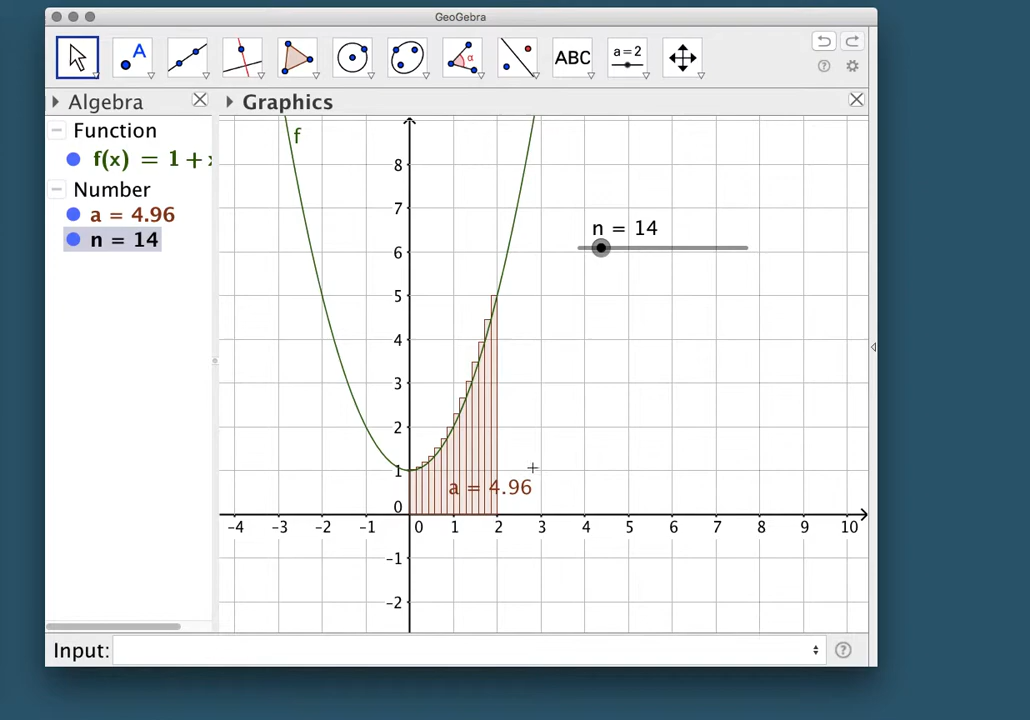 GeoGebra
A
α
ABC
a = 2
Algebra
Graphics
Function
f(x) = 1 +
Number
a = 4.96
n = 14
f
n = 14
8
7
6
5
4
3
2
1
0
a = 4.96
-4 -3 -2 -1 0 1 2 3 4 5 6 7 8 9 10
-1
-2
Input: